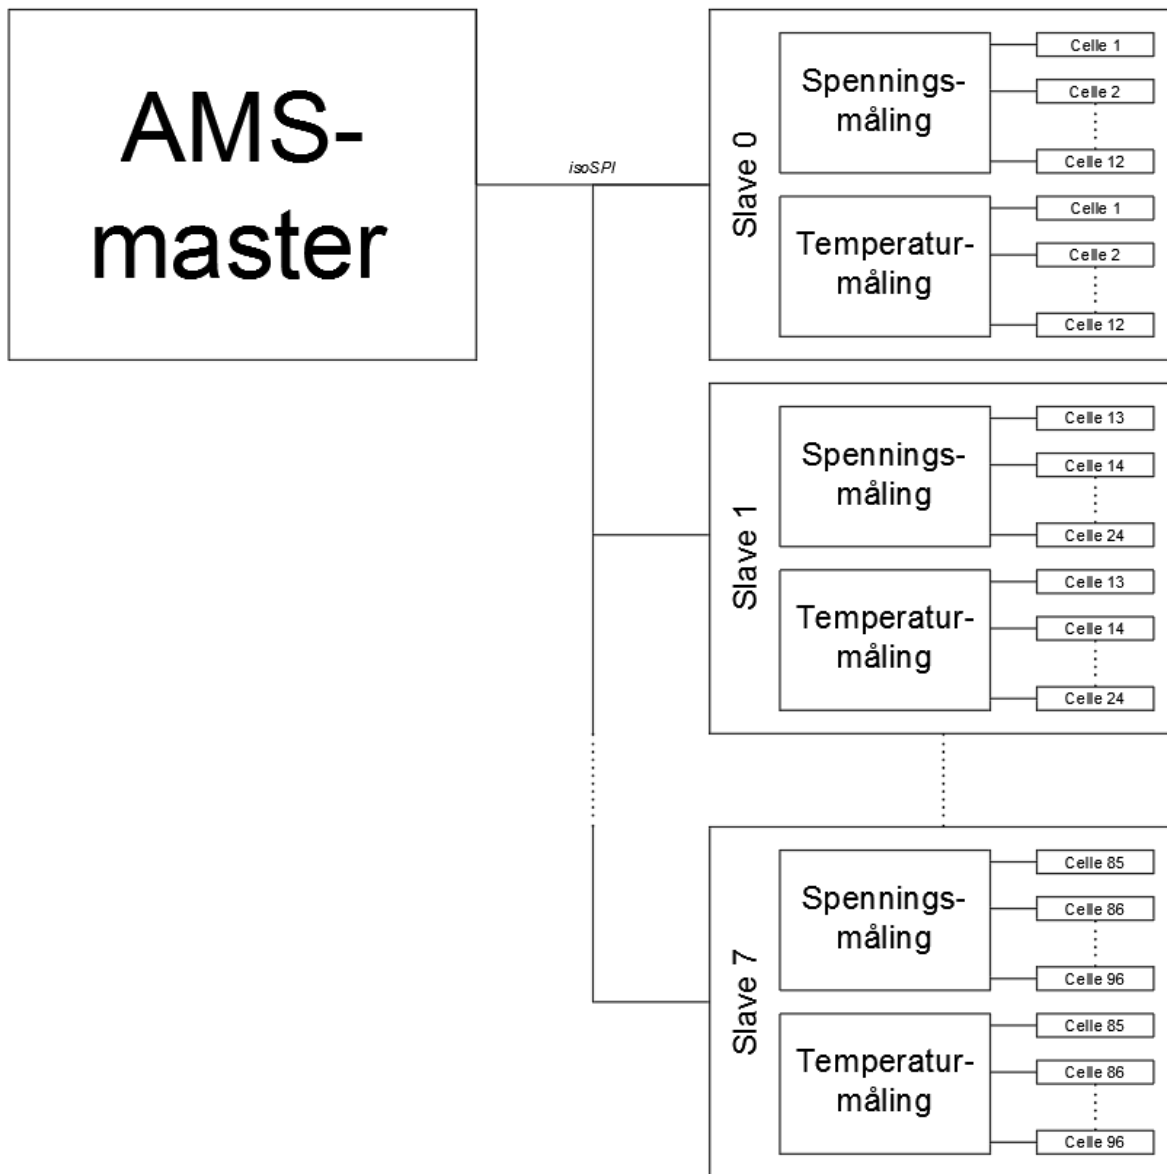 AMS-
master
isoSPI
Slave 0
Spennings-
måling
Celle 1
Celle 2
Celle 12
Temperatur-
måling
Celle 1
Celle 2
Celle 12
Slave 1
Spennings-
måling
Celle 13
Celle 14
Celle 24
Temperatur-
måling
Celle 13
Celle 14
Celle 24
Slave 7
Spennings-
måling
Celle 85
Celle 86
Celle 96
Temperatur-
måling
Celle 85
Celle 86
Celle 96